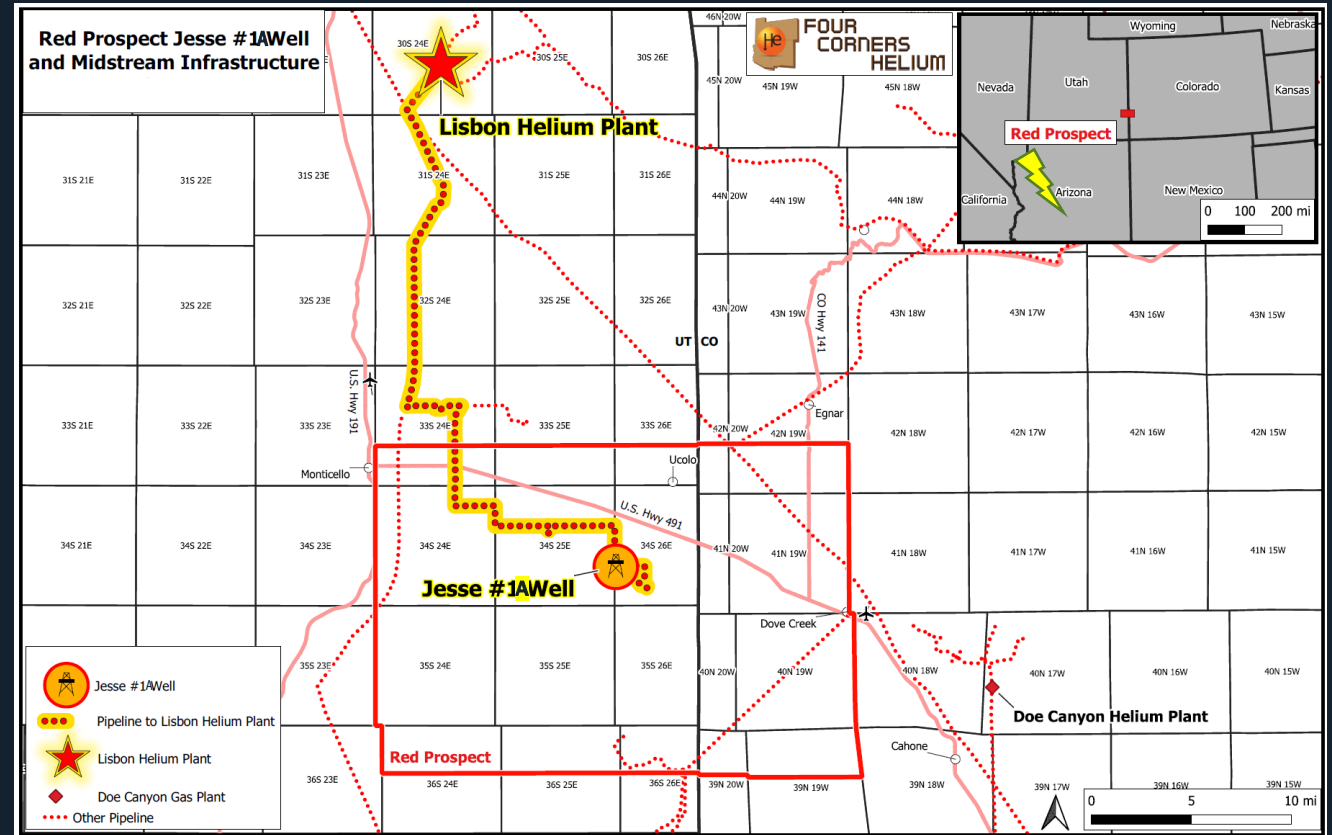 Red Prospect Jesse #1AWell
and Midstream Infrastructure
He
FOUR
CORNERS
HELIUM
Wyoming
Nebraska
Nevada
Utah
Colorado
Kansas
Red Prospect
California
Arizona
New Mexico
0 100 200 mi
30S 24E
30S 25E
30S 26E
46N 20W
45N 20W
45N 19W
45N 18W
Lisbon Helium Plant
31S 21E
31S 22E
31S 23E
31S 24E
31S 25E
31S 26E
44N 20W
44N 19W
44N 18W
32S 21E
32S 22E
32S 23E
32S 24E
32S 25E
32S 26E
43N 20W
43N 19W
CO Hwy 141
43N 18W
43N 17W
43N 16W
43N 15W
UT CO
U.S. Hwy 191
Egnar
33S 21E
33S 22E
33S 23E
33S 24E
33S 25E
33S 26E
42N 20W
42N 19W
42N 18W
42N 17W
42N 16W
42N 15W
Monticello
Ucolo
U.S. Hwy 491
34S 21E
34S 22E
34S 23E
34S 24E
34S 25E
34S 26E
41N 20W
41N 19W
41N 18W
41N 17W
41N 16W
41N 15W
Jesse #1AWell
Dove Creek
35S 23E
35S 24E
35S 25E
35S 26E
40N 20W
40N 19W
40N 18W
40N 17W
40N 16W
40N 15W
Doe Canyon Helium Plant
Cahone
Red Prospect
36S 23E
36S 24E
36S 25E
36S 26E
39N 20W
39N 19W
39N 18W
39N 17W
39N 16W
39N 15W
Jesse #1AWell
Pipeline to Lisbon Helium Plant
Lisbon Helium Plant
Doe Canyon Gas Plant
Other Pipeline
0 5 10 mi